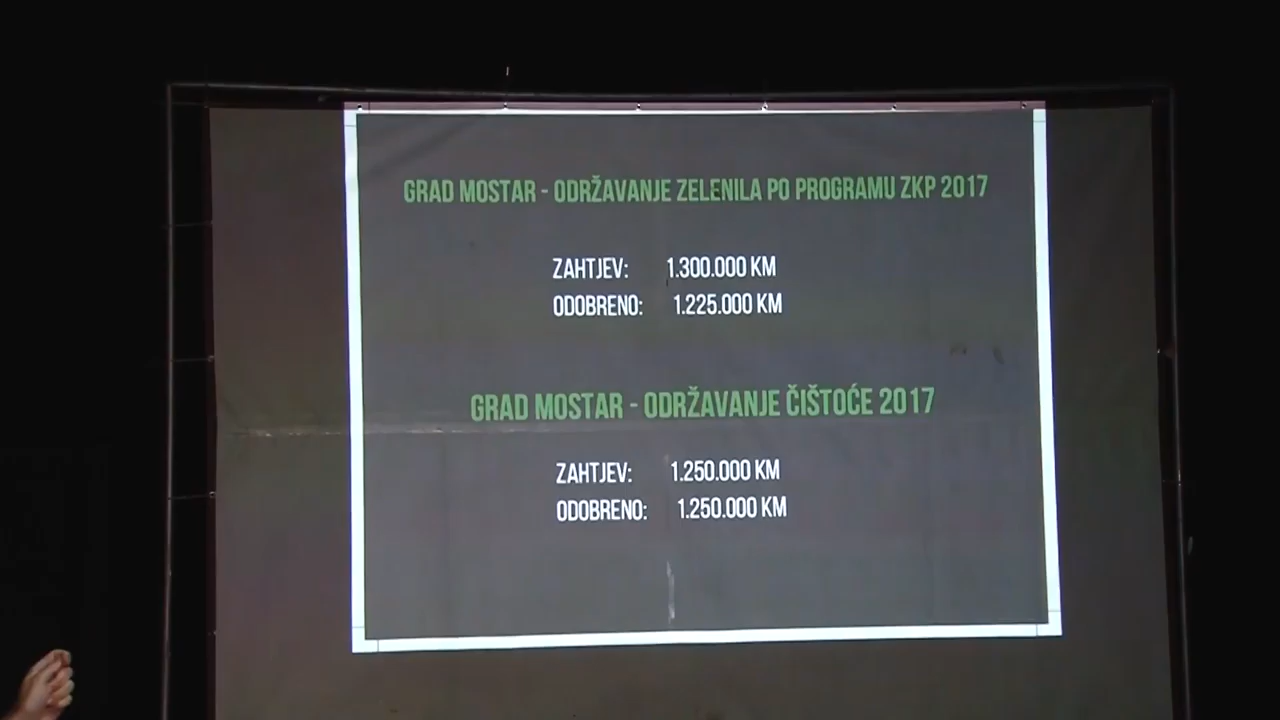 GRAD MOSTAR - ODRŽAVANJE ZELENILA PO PROGRAMU ZKP 2017
ZAHTJEV: 1.300.000 KM
ODOBRENO: 1.225.000 KM
GRAD MOSTAR - ODRŽAVANJE ČIŠTOĆE 2017
ZAHTJEV: 1.250.000 KM
ODOBRENO: 1.250.000 KM